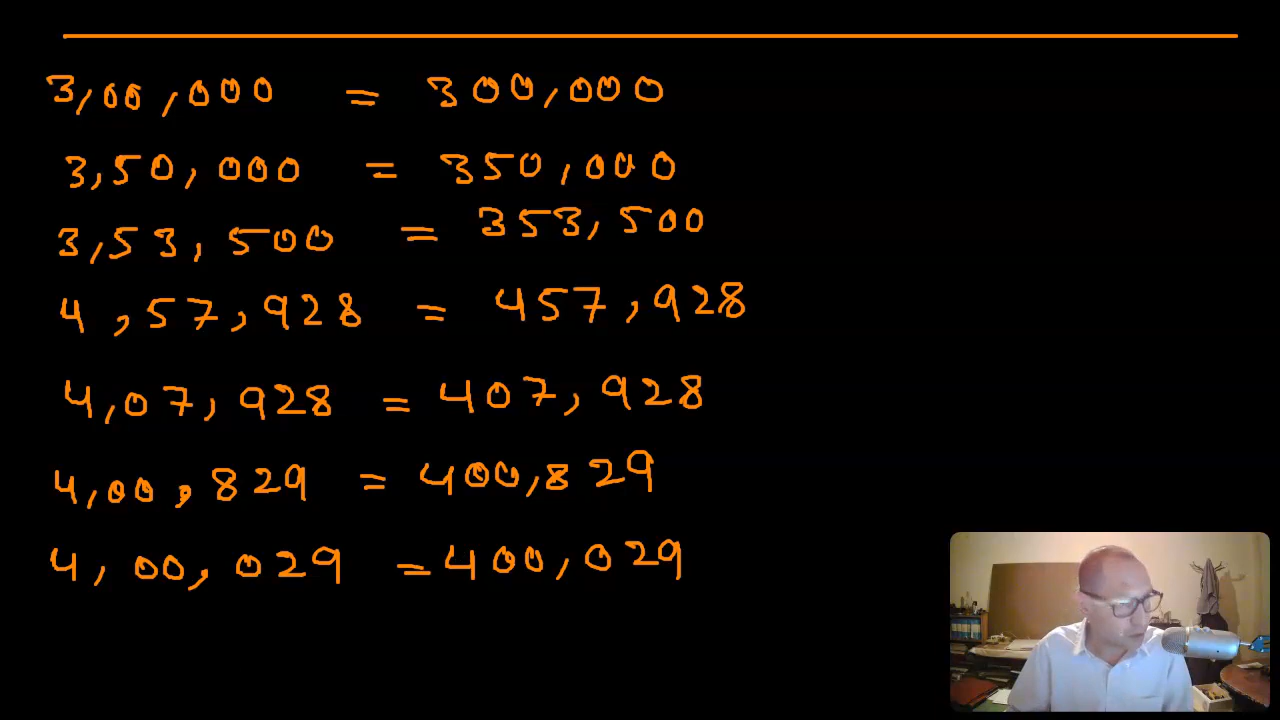 3,00,000 = 300,000
3,50,000 = 350,000
3,53,500 = 353,500
4,57,928 = 457,928
4,07,928 = 407,928
4,00,829 = 400,829
4,00,029 = 400,029